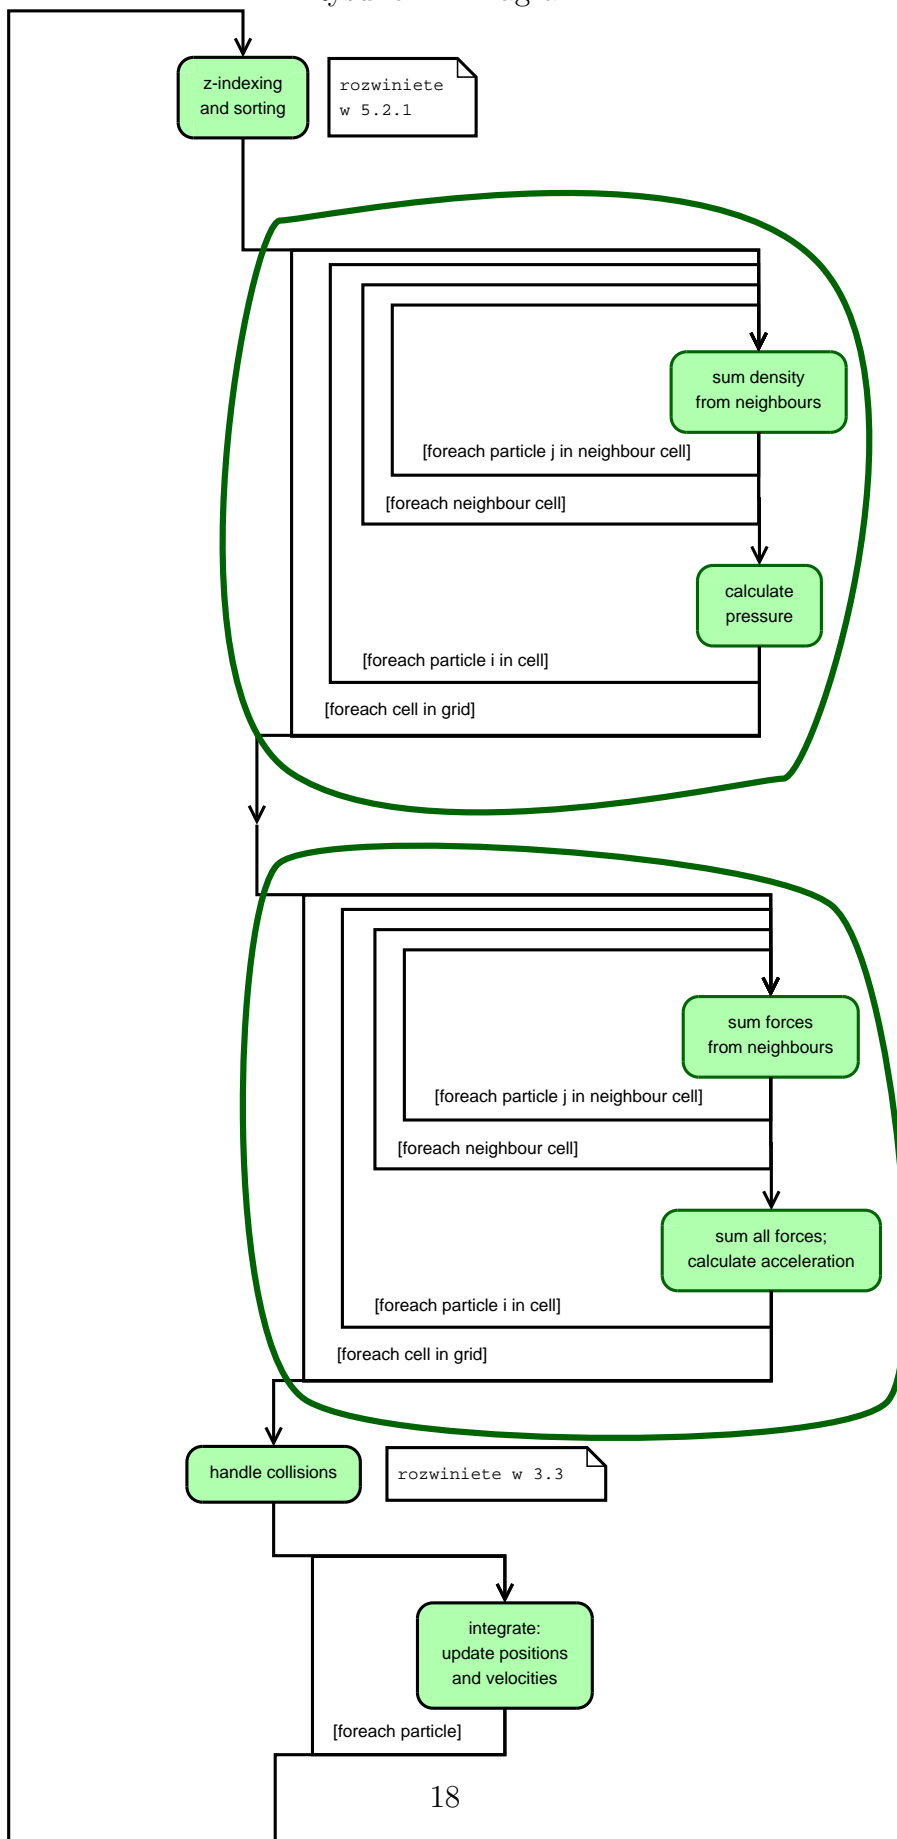 z-indexing
and sorting
rozwiniete
w 5.2.1
sum density
from neighbours
[foreach particle j in neighbour cell]
[foreach neighbour cell]
calculate
pressure
[foreach particle i in cell]
[foreach cell in grid]
sum forces
from neighbours
[foreach particle j in neighbour cell]
[foreach neighbour cell]
sum all forces;
calculate acceleration
[foreach particle i in cell]
[foreach cell in grid]
handle collisions
rozwiniete w 3.3
integrate:
update positions
and velocities
[foreach particle]
18